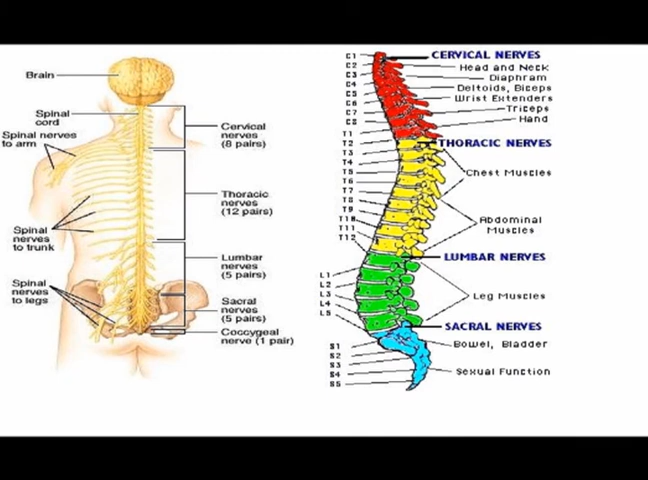 Brain
Spinal
cord
Spinal nerves
to arm
Spinal
nerves
to trunk
Spinal
nerves
to legs
Cervical
nerves
(8 pairs)
Thoracic
nerves
(12 pairs)
Lumbar
nerves
(5 pairs)
Sacral
nerves
(5 pairs)
Coccygeal
nerve (1 pair)
C1
C2
C3
C4
C5
C6
C7
C8
T1
T2
T3
T4
T5
T6
T7
T8
T9
T10
T11
T12
L1
L2
L3
L4
L5
S1
S2
S3
S4
S5
CERVICAL NERVES
Head and Neck
Diaphram
Deltoids, Biceps
Wrist Extenders
Triceps
Hand
THORACIC NERVES
Chest Muscles
Abdominal
Muscles
LUMBAR NERVES
Leg Muscles
SACRAL NERVES
Bowel, Bladder
Sexual Function